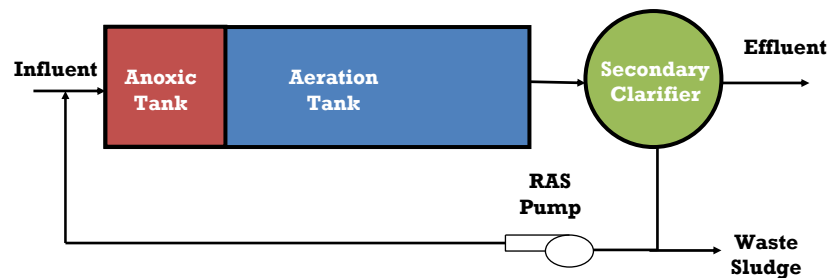 Influent
Anoxic
Tank
Aeration
Tank
Secondary
Clarifier
Effluent
RAS
Pump
Waste
Sludge